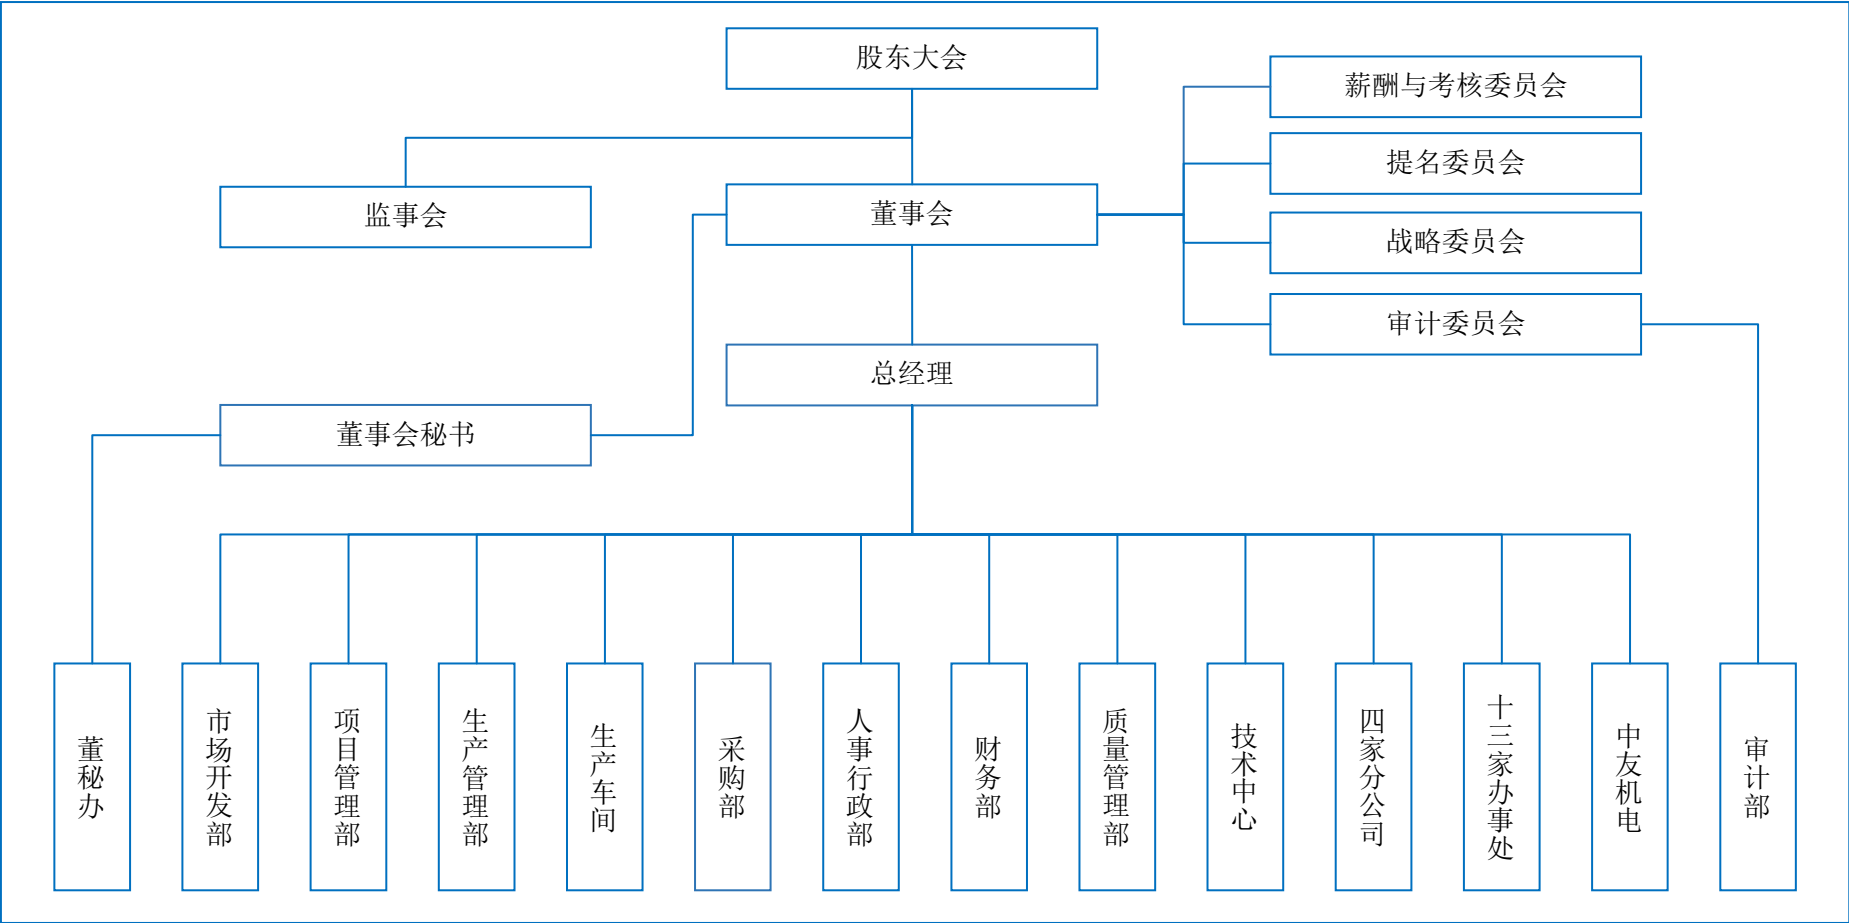 股东大会
薪酬与考核委员会
提名委员会
监事会
董事会
战略委员会
审计委员会
总经理
董事会秘书
董秘办
市场开发部
项目管理部
生产管理部
生产车间
采购部
人事行政部
财务部
质量管理部
技术中心
四家分公司
十三家办事处
中友机电
审计部